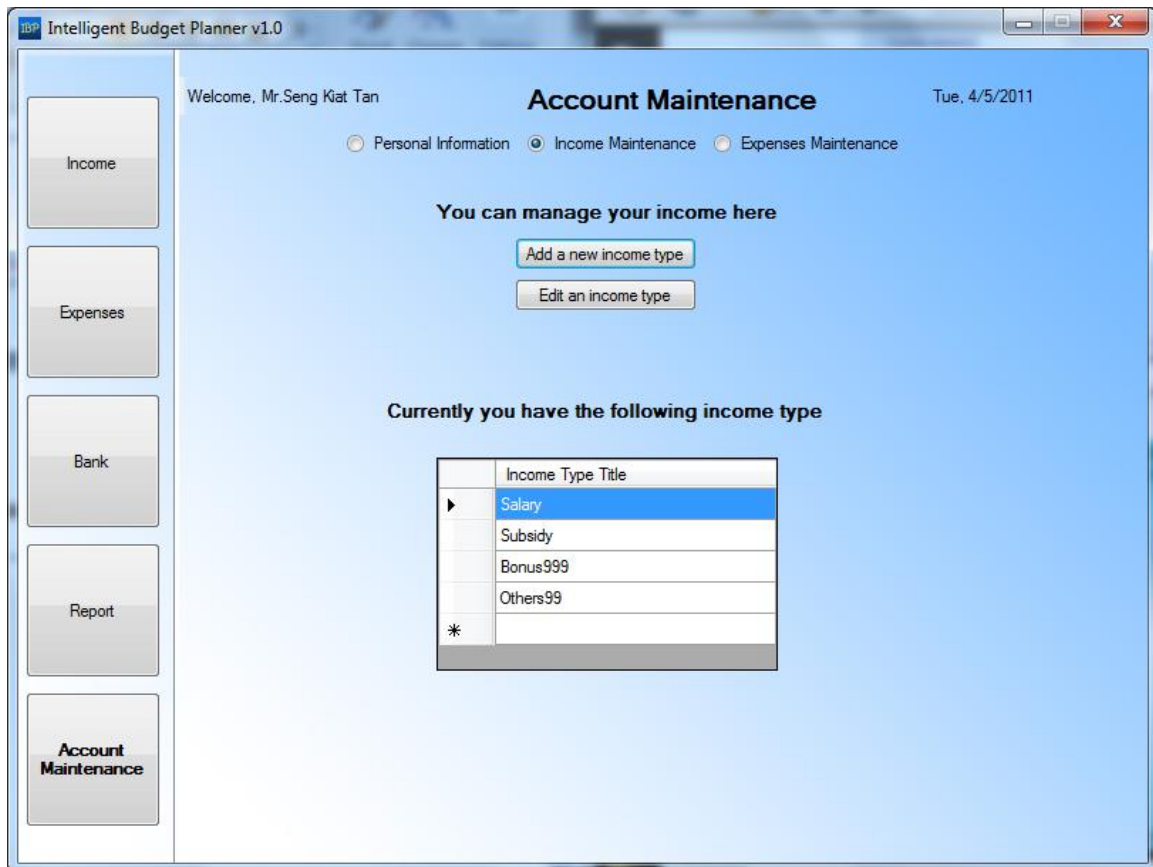 IBP Intelligent Budget Planner v1.0
Welcome, Mr.Seng Kiat Tan
Account Maintenance
Tue, 4/5/2011
Personal Information Income Maintenance Expenses Maintenance
Income
You can manage your income here
Add a new income type
Edit an income type
Expenses
Currently you have the following income type
Bank
Income Type Title
Salary
Subsidy
Bonus999
Others99
Report
Account
Maintenance